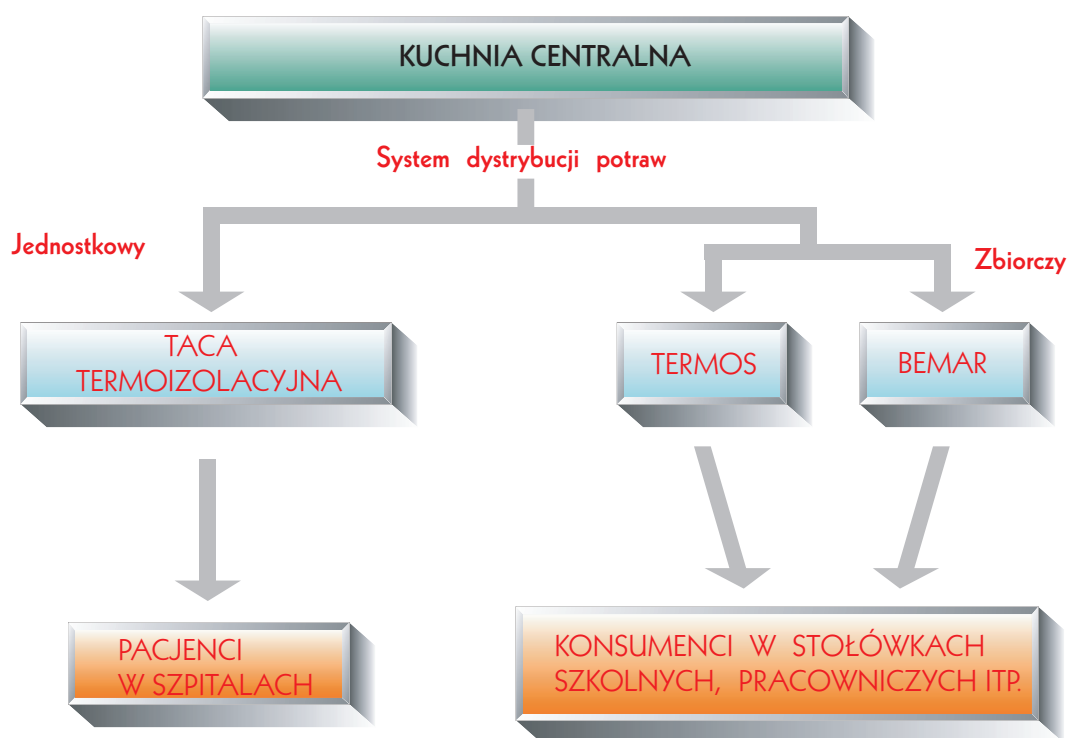 KUCHNIA CENTRALNA
System dystrybucji potraw
Jednostkowy
Zbiorczy
TACA
TERMOIZOLACYJNA
TERMOS
BEMAR
PACJENCI
W SZPITALACH
KONSUMENCI W STOŁÓWKACH
SZKOLNYCH, PRACOWNICZYCH ITP.